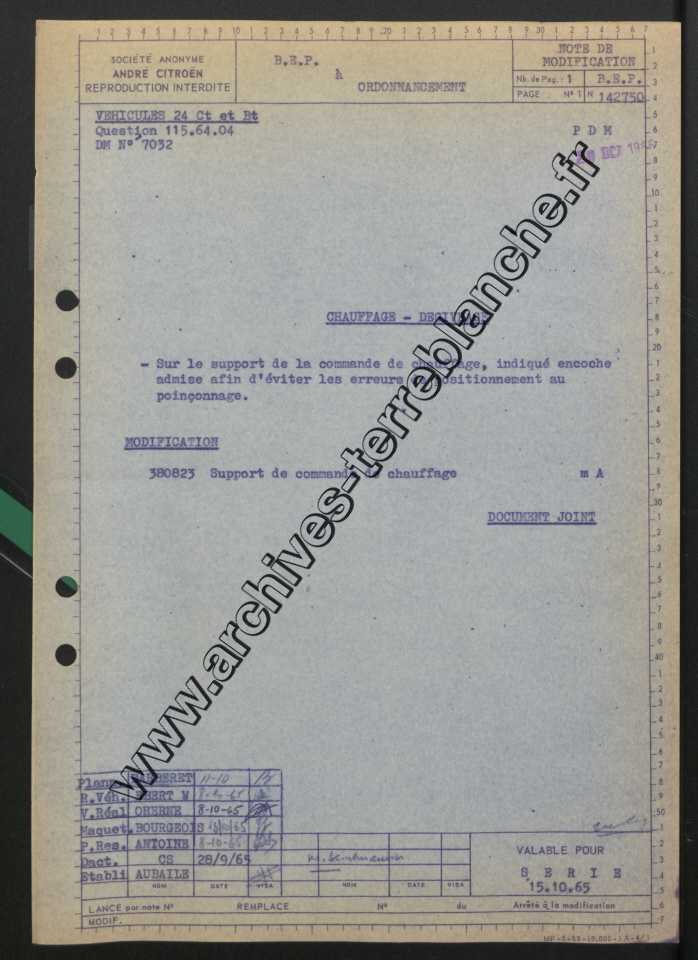 SOCIÉTÉ ANONYME
ANDRÉ CITROËN
REPRODUCTION INTERDITE
B.E.P.
à
ORDONNANCEMENT
NOTE DE
MODIFICATION
Nb. de Pag.: 1 B.E.P.
PAGE N° 1 N 142750
VEHICULES 24 Ct et Bt
Question 115.64.04
DM N° 7032
P D M
CHAUFFAGE -
- Sur le support de la commande de chauffage, indiqué encoche
admise afin d'éviter les erreurs de positionnement au
poinçonnage.
MODIFICATION
380823 Support de commande de chauffage m A
DOCUMENT JOINT
www.archives-terreblanche.fr
11-10
R.Véh.
V.Réal OHERNE 8-10-65
Maquet. BOURGEOIS
P.Res. ANTOINE 8-10-65
Dact. CS 28/9/65
Etabli AUBAILE
NOM DATE VISA NOM DATE VISA
VALABLE POUR
S E R I E
15.10.65
LANCE par note N° REMPLACE N° du Arrêté à la modification
MODIF.